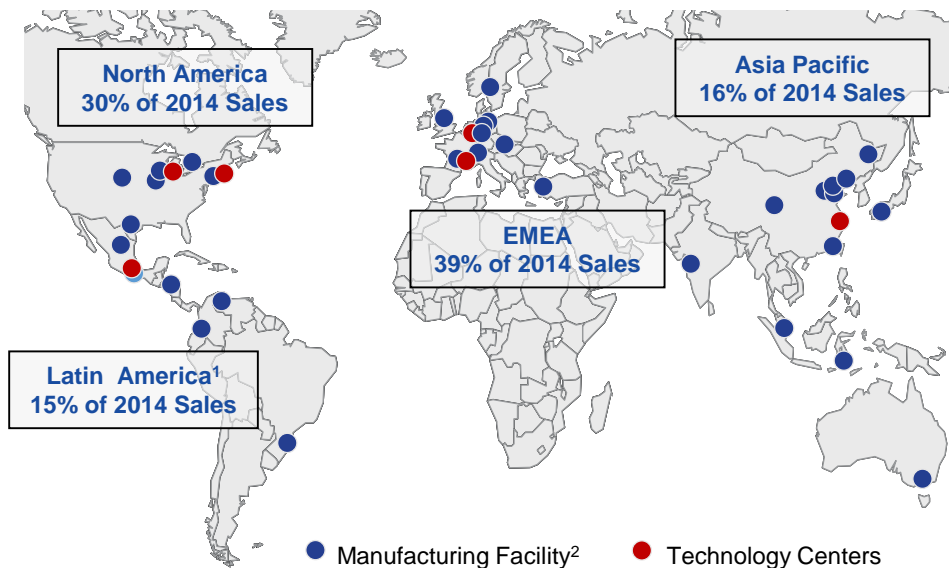 North America
30% of 2014 Sales
Asia Pacific
16% of 2014 Sales
EMEA
39% of 2014 Sales
Latin America¹
15% of 2014 Sales
Manufacturing Facility²
Technology Centers